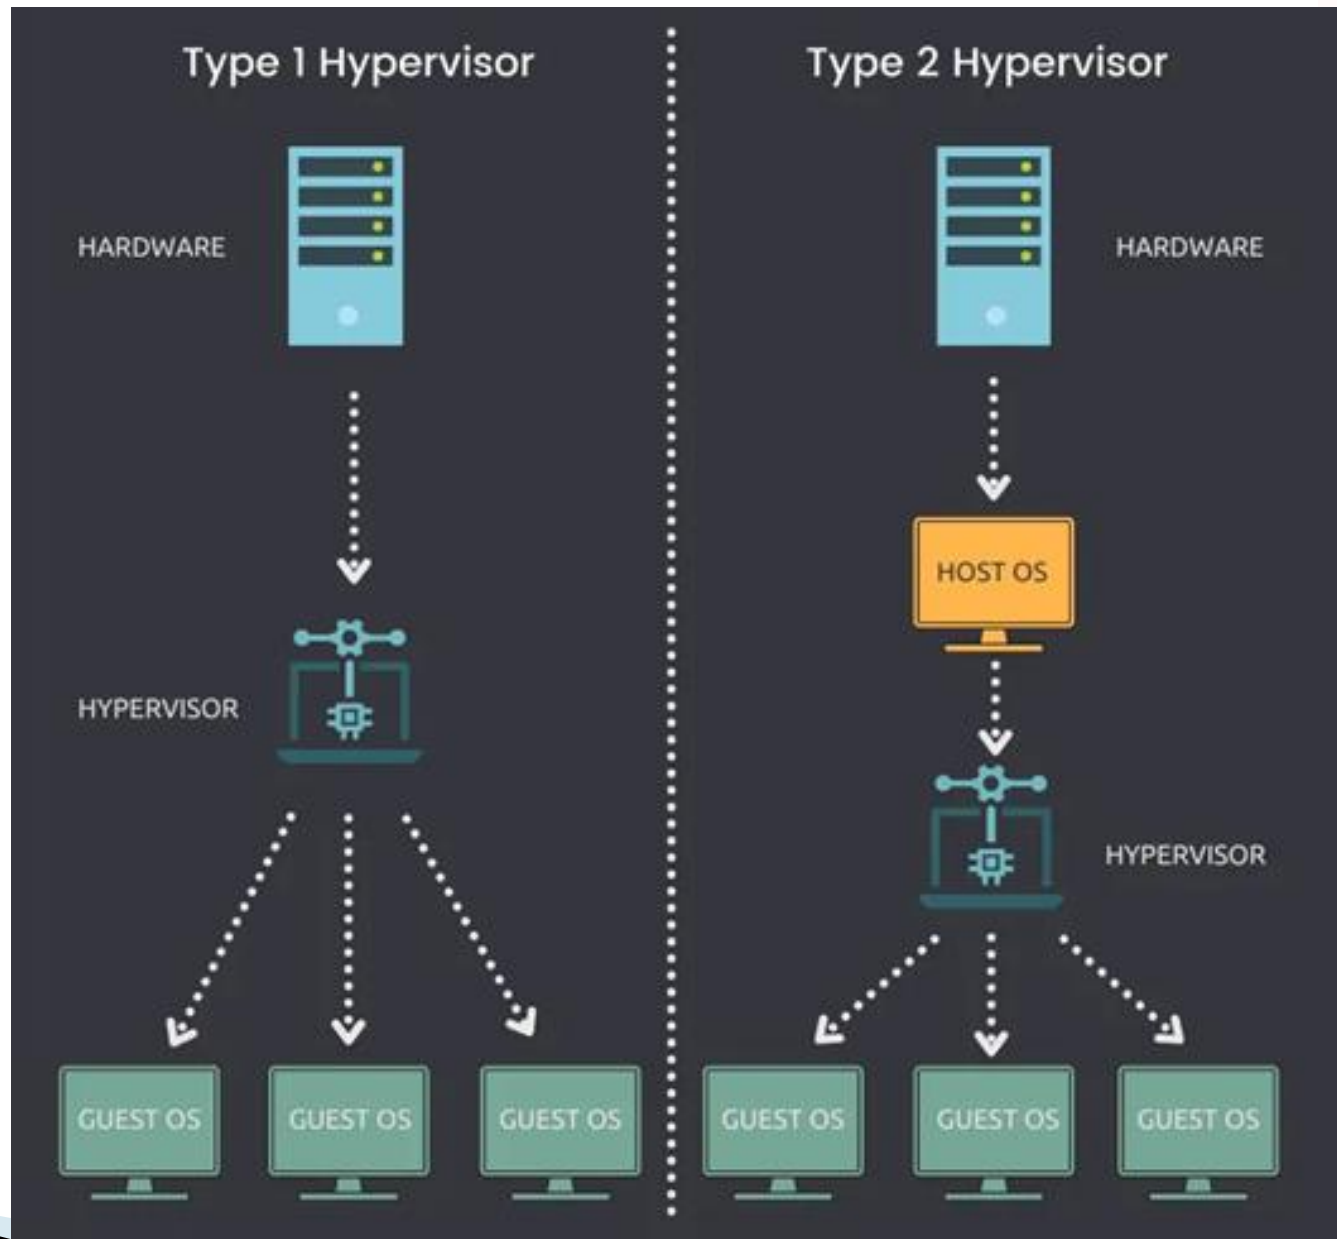 Type 1 Hypervisor
HARDWARE
HYPERVISOR
GUEST OS
GUEST OS
GUEST OS
Type 2 Hypervisor
HARDWARE
HOST OS
HYPERVISOR
GUEST OS
GUEST OS
GUEST OS